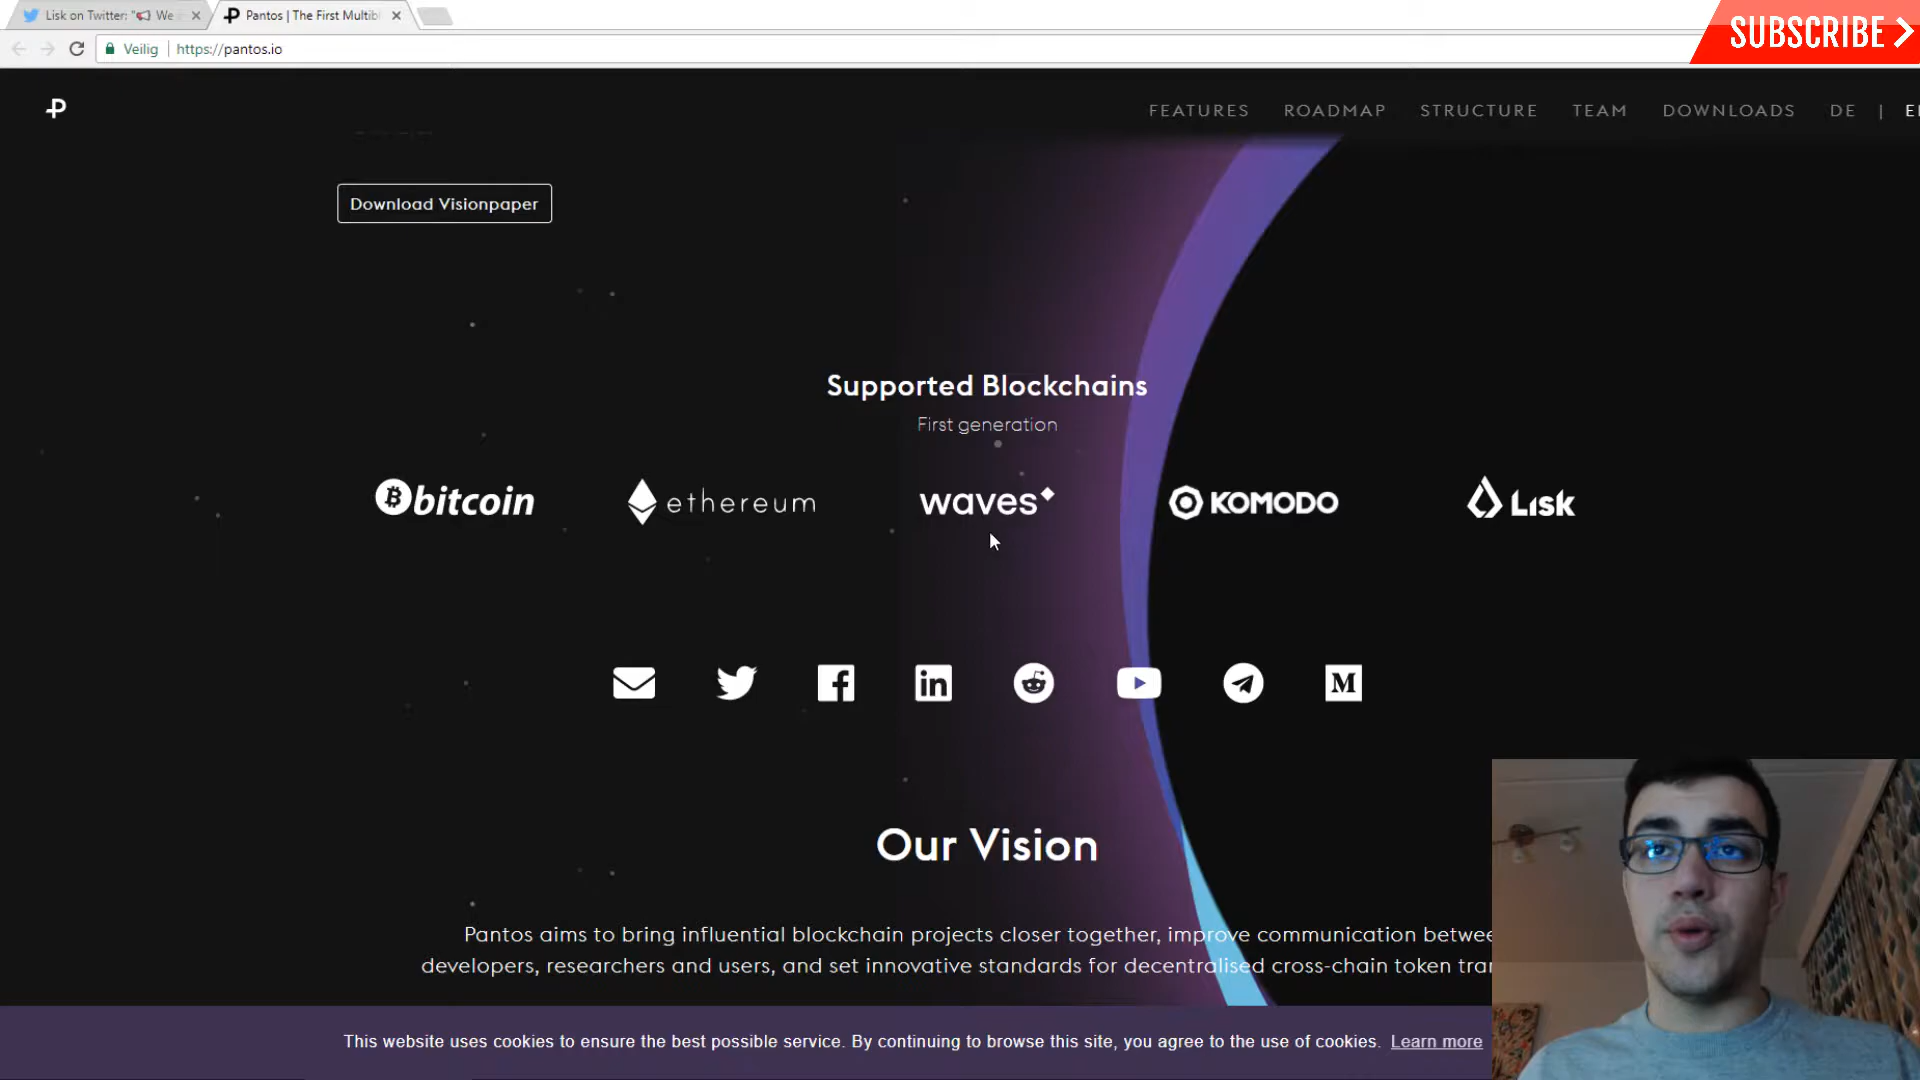 Lisk on Twitter: "📢 We
Pantos | The First Multibl
SUBSCRIBE
Veilig
https://pantos.io
P
FEATURES
ROADMAP
STRUCTURE
TEAM
DOWNLOADS
DE |
Download Visionpaper
Supported Blockchains
First generation
bitcoin
ethereum
waves
KOMODO
Lisk
M
Our Vision
Pantos aims to bring influential blockchain projects closer together, improve communication betwee
developers, researchers and users, and set innovative standards for decentralised cross-chain token tran
This website uses cookies to ensure the best possible service. By continuing to browse this site, you agree to the use of cookies. Learn more